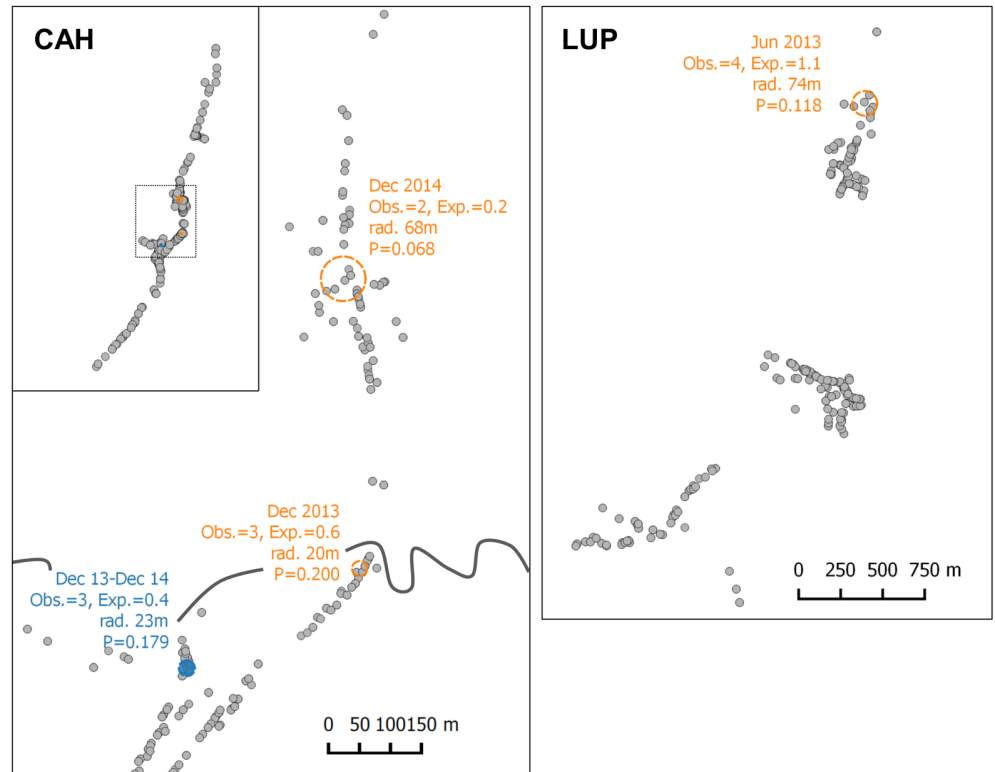 CAH
Dec 2014
Obs.=2, Exp.=0.2
rad. 68m
P=0.068
Dec 2013
Obs.=3, Exp.=0.6
rad. 20m
P=0.200
Dec 13-Dec 14
Obs.=3, Exp.=0.4
rad. 23m
P=0.179
0 50 100150 m
LUP
Jun 2013
Obs.=4, Exp.=1.1
rad. 74m
P=0.118
0 250 500 750 m